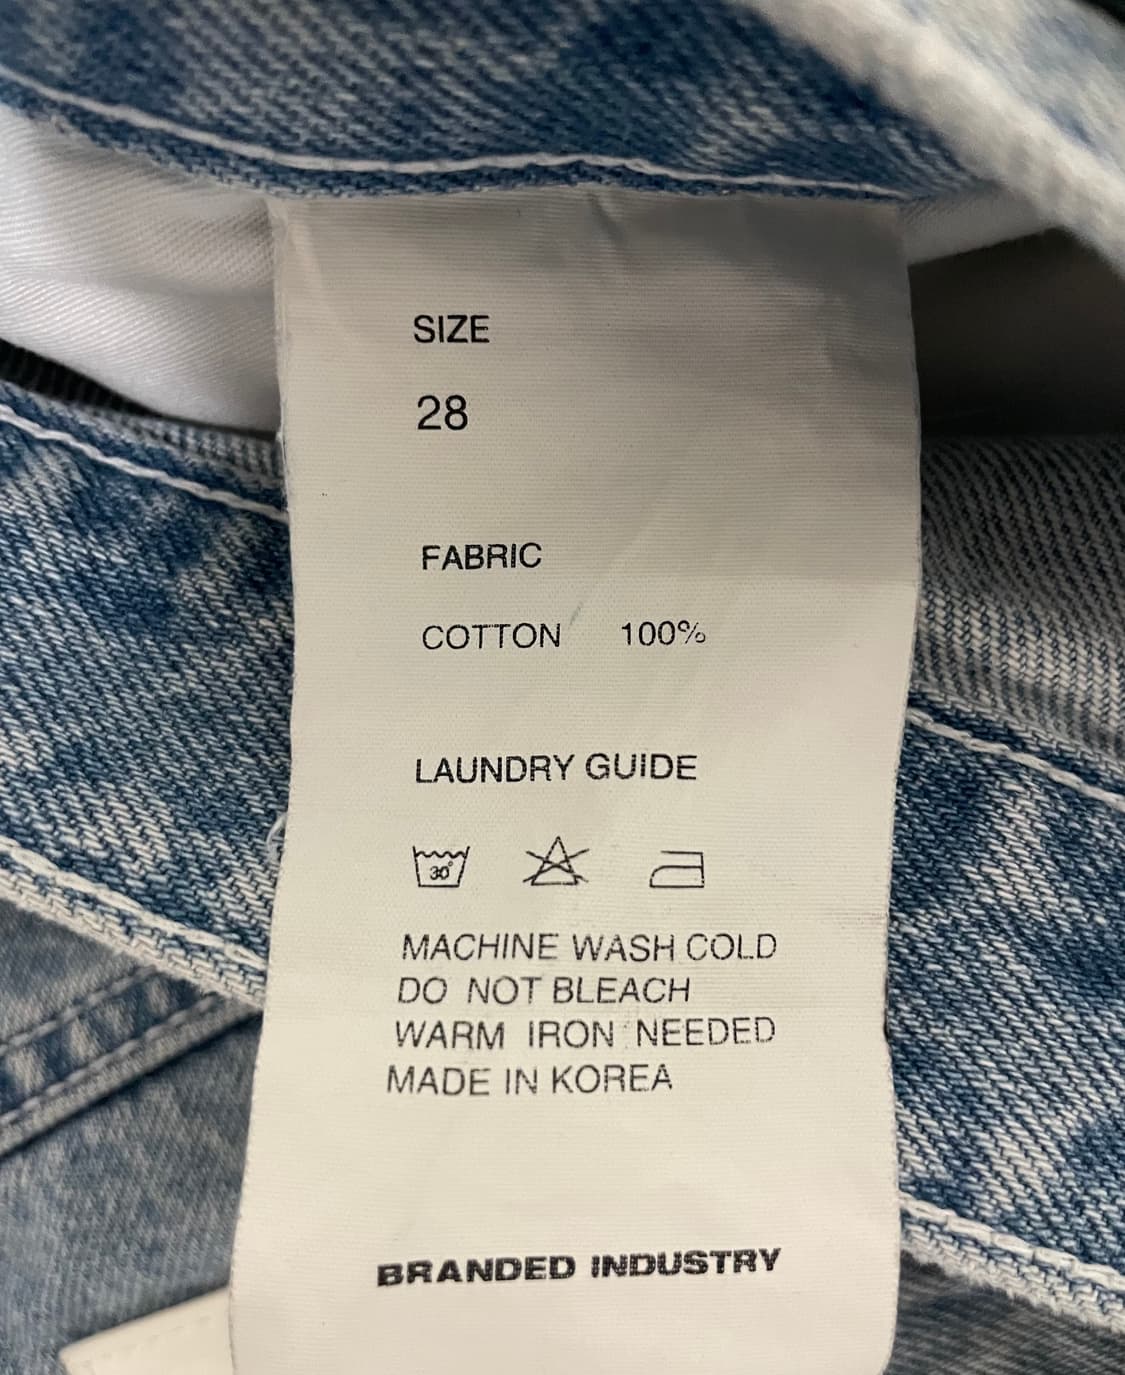 SIZE
28
FABRIC
COTTON 100%
LAUNDRY GUIDE
30°
MACHINE WASH COLD
DO NOT BLEACH
WARM IRON NEEDED
MADE IN KOREA
BRANDED INDUSTRY